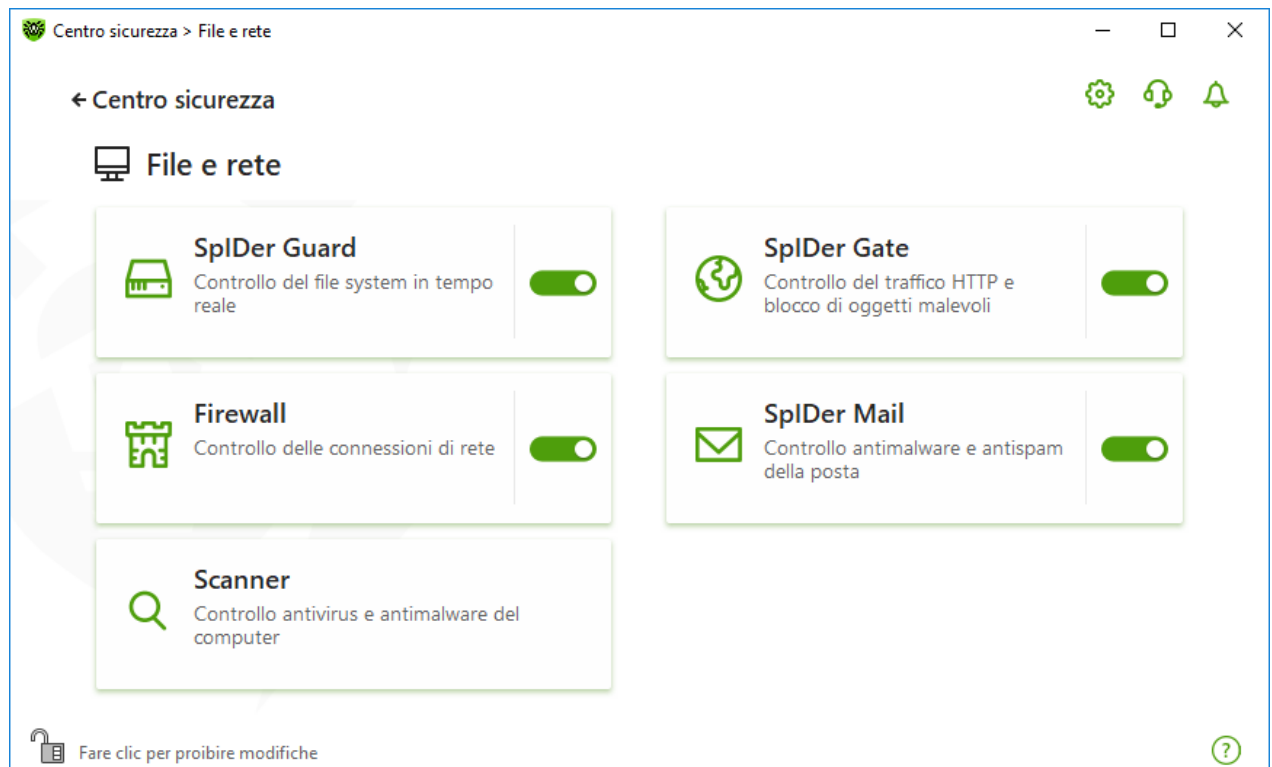 Centro sicurezza > File e rete
Centro sicurezza
File e rete
SpIDer Guard
Controllo del file system in tempo
reale
SpIDer Gate
Controllo del traffico HTTP e
blocco di oggetti malevoli
Firewall
Controllo delle connessioni di rete
SpIDer Mail
Controllo antimalware e antispam
della posta
Scanner
Controllo antivirus e antimalware del
computer
Fare clic per proibire modifiche
?